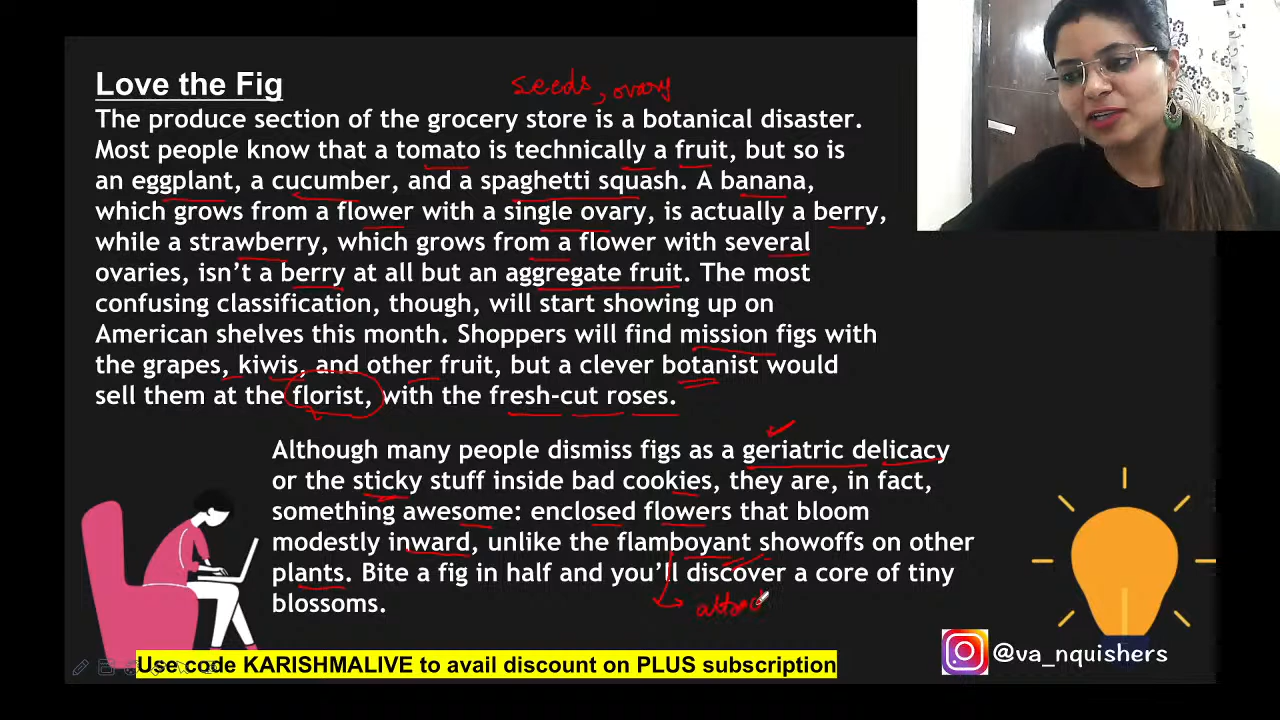 Love the Fig
seeds, ovary
The produce section of the grocery store is a botanical disaster.
Most people know that a tomato is technically a fruit, but so is
an eggplant, a cucumber, and a spaghetti squash. A banana,
which grows from a flower with a single ovary, is actually a berry,
while a strawberry, which grows from a flower with several
ovaries, isn't a berry at all but an aggregate fruit. The most
confusing classification, though, will start showing up on
American shelves this month. Shoppers will find mission figs with
the grapes, kiwis, and other fruit, but a clever botanist would
sell them at the florist, with the fresh-cut roses.
Although many people dismiss figs as a geriatric delicacy
or the sticky stuff inside bad cookies, they are, in fact,
something awesome: enclosed flowers that bloom
modestly inward, unlike the flamboyant showoffs on other
plants. Bite a fig in half and you'll discover a core of tiny
blossoms.
Use code KARISHMALIVE to avail discount on PLUS subscription
@va_nquishers